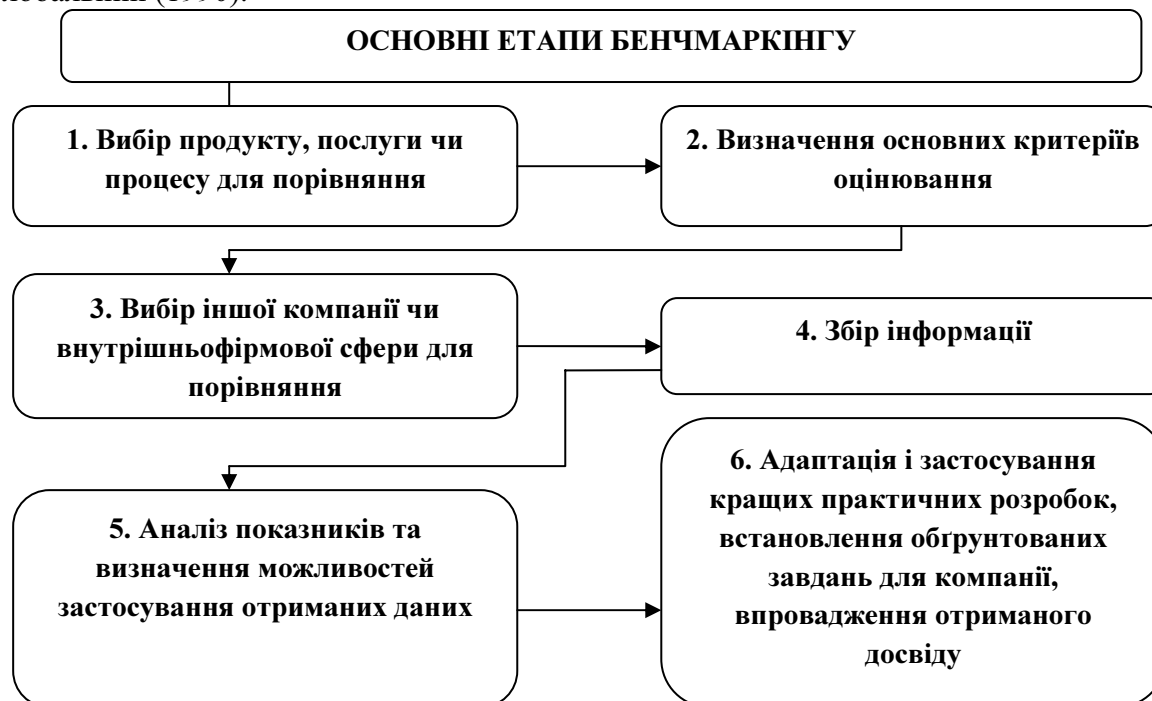 ОСНОВНІ ЕТАПИ БЕНЧМАРКІНГУ
1. Вибір продукту, послуги чи
процесу для порівняння
2. Визначення основних критеріїв
оцінювання
3. Вибір іншої компанії чи
внутрішньофірмової сфери для
порівняння
4. Збір інформації
5. Аналіз показників та
визначення можливостей
застосування отриманих даних
6. Адаптація і застосування
кращих практичних розробок,
встановлення обґрунтованих
завдань для компанії,
впровадження отриманого
досвіду